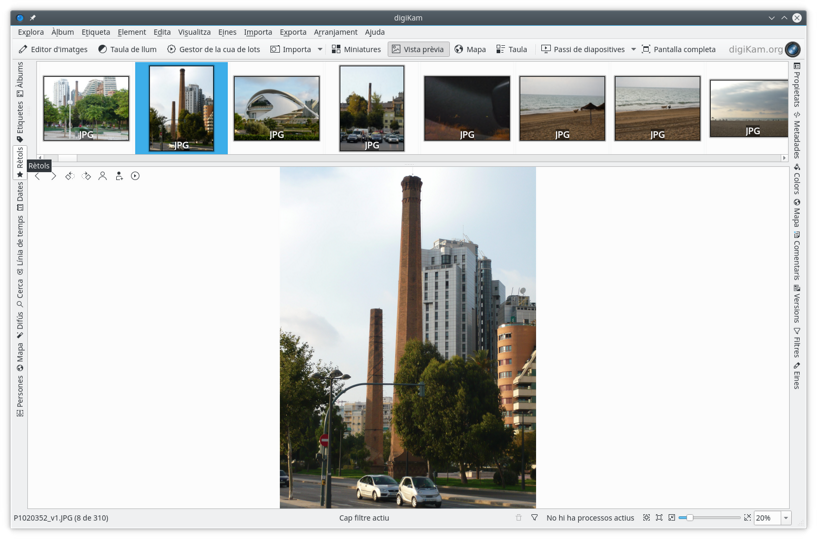 digiKam
Explora Àlbum Etiqueta Element Edita Visualitza Eines Importa Exporta Arranjament Ajuda
Editor d'imatges Taula de llum Gestor de la cua de lots Importa Miniatures Vista prèvia Mapa Taula Passi de diapositives Pantalla completa digiKam.org
JPG JPG JPG JPG JPG JPG JPG JPG
Àlbums
Etiquetes
Rètols
Dates
Línia de temps
Cerca
Difús
Mapa
Persones
Rètols
Propietats
Metadades
Colors
Mapa
Comentaris
Versions
Filtres
Eines
P1020352_v1.JPG (8 de 310) Cap filtre actiu No hi ha processos actius 20%